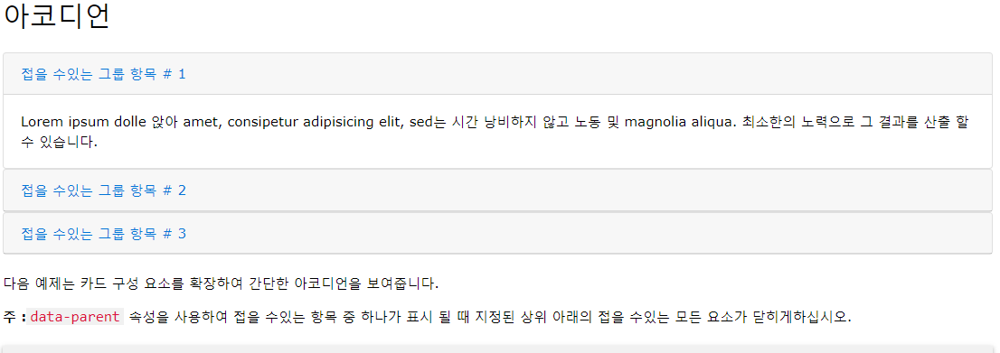 아코디언
접을 수있는 그룹 항목 # 1
Lorem ipsum dolle 앉아 amet, consipetur adipisicing elit, sed는 시간 낭비하지 않고 노동 및 magnolia aliqua. 최소한의 노력으로 그 결과를 산출 할
수 있습니다.
접을 수있는 그룹 항목 # 2
접을 수있는 그룹 항목 # 3
다음 예제는 카드 구성 요소를 확장하여 간단한 아코디언을 보여줍니다.
주 : data-parent 속성을 사용하여 접을 수있는 항목 중 하나가 표시 될 때 지정된 상위 아래의 접을 수있는 모든 요소가 닫히게하십시오.